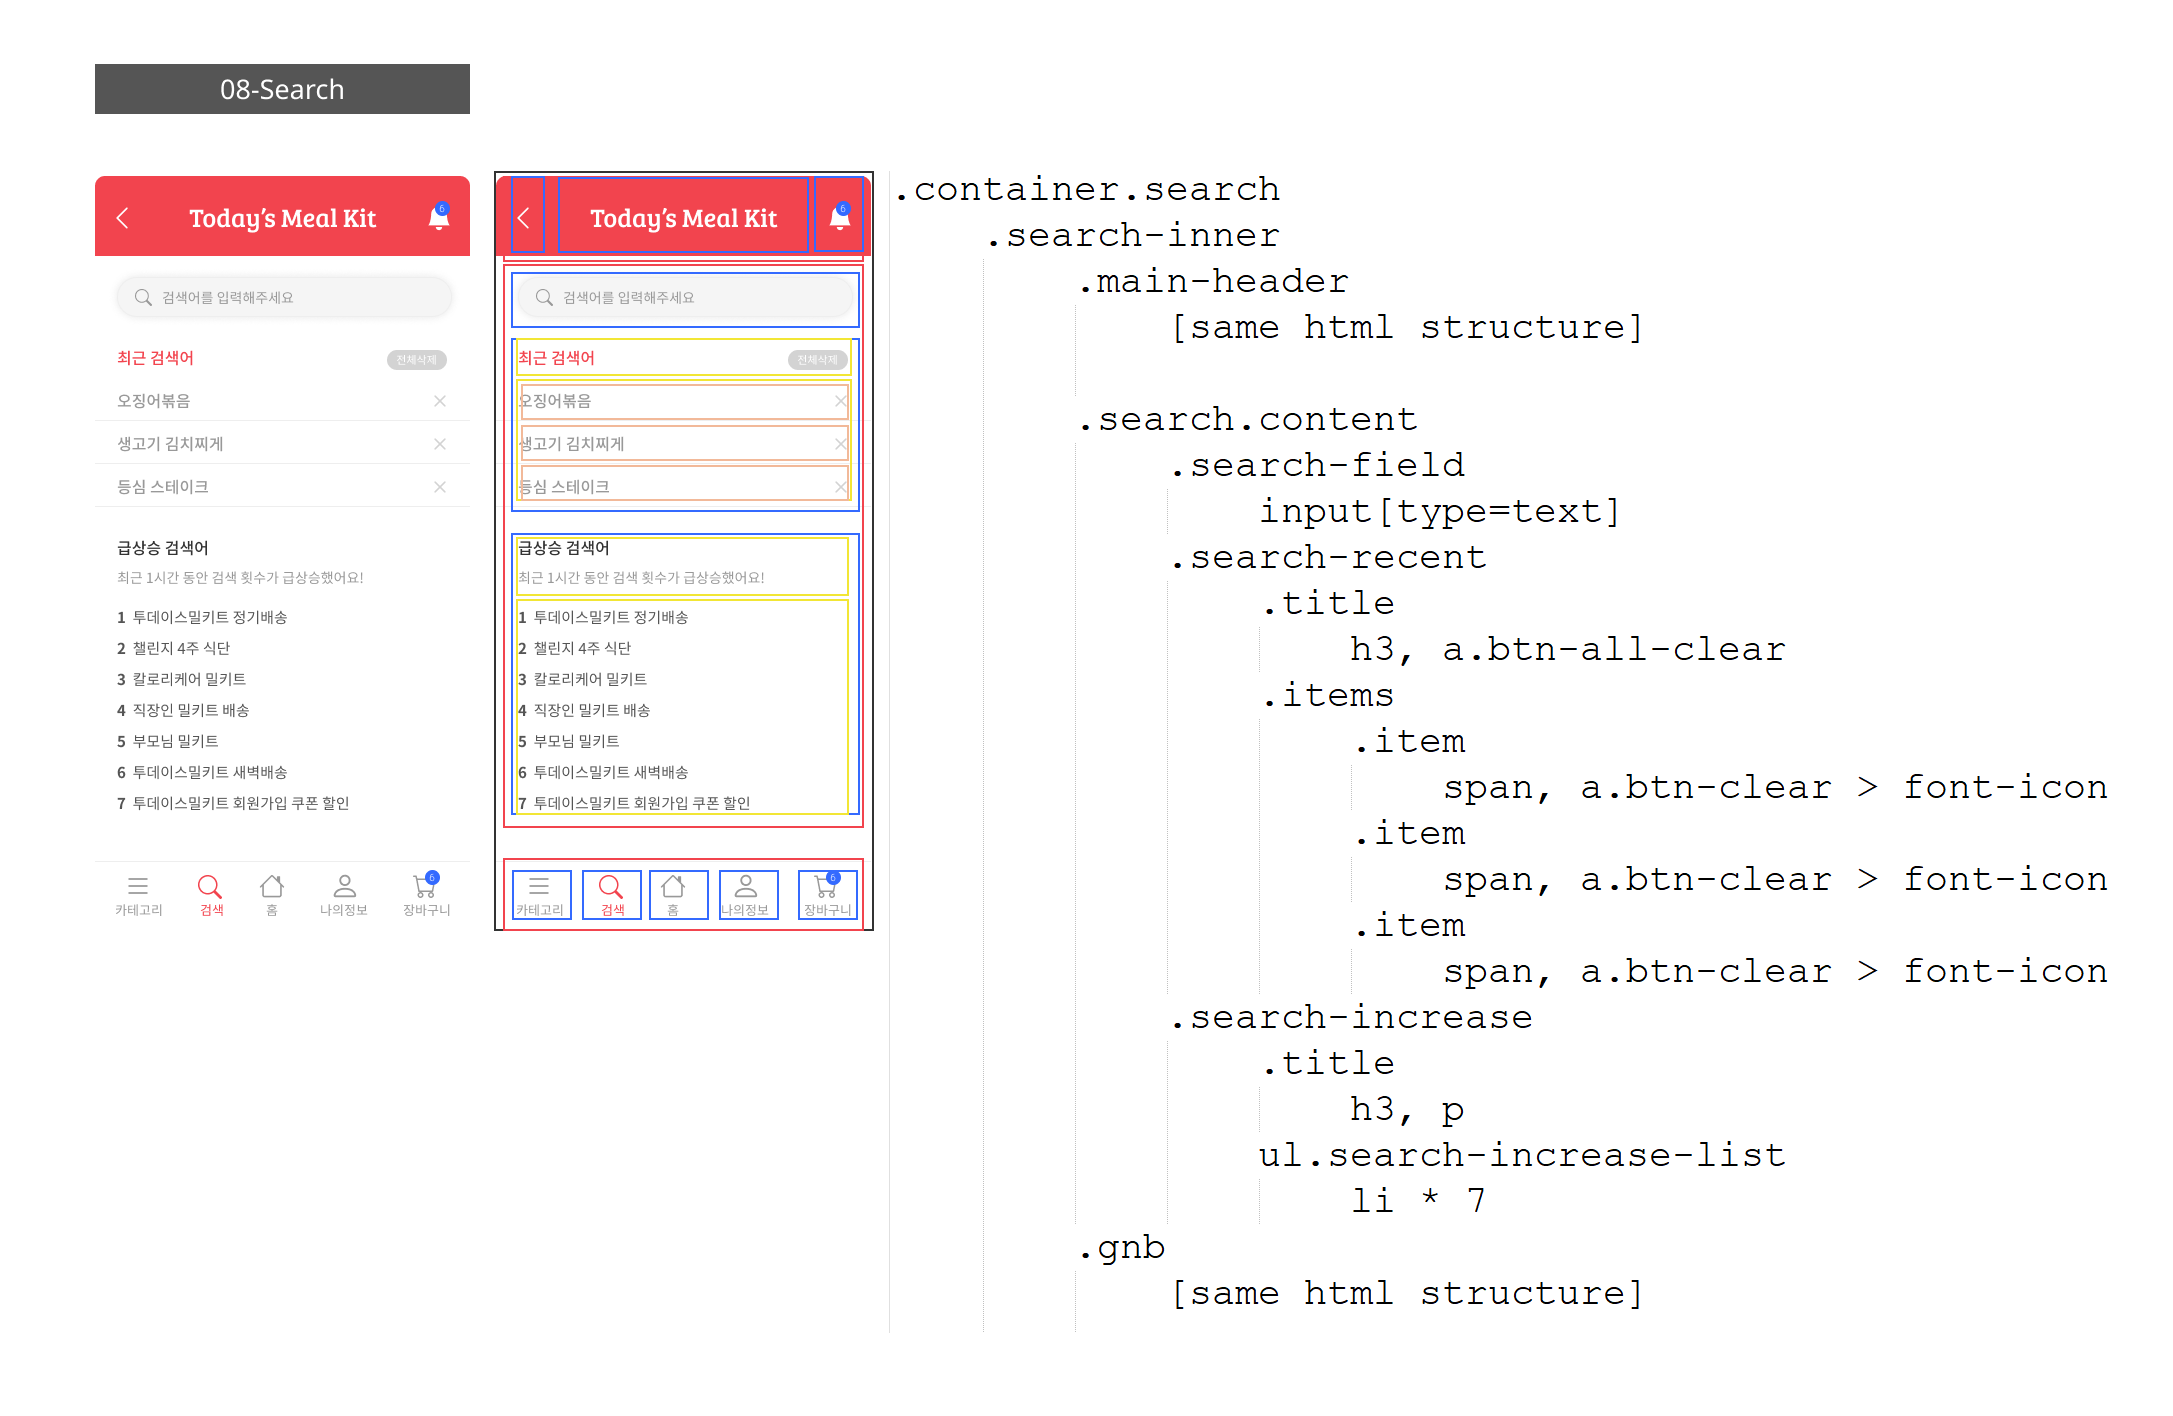 08-Search
Today's Meal Kit
6
검색어를 입력해주세요
최근 검색어
전체삭제
오징어볶음
생고기 김치찌게
등심 스테이크
급상승 검색어
최근 1시간 동안 검색 횟수가 급상승했어요!
1 투데이스밀키트 정기배송
2 챌린지 4주 식단
3 칼로리케어 밀키트
4 직장인 밀키트 배송
5 부모님 밀키트
6 투데이스밀키트 새벽배송
7 투데이스밀키트 회원가입 쿠폰 할인
6
카테고리 검색 홈 나의정보 장바구니
Today's Meal Kit
6
검색어를 입력해주세요
최근 검색어
전체삭제
오징어볶음
생고기 김치찌게
등심 스테이크
급상승 검색어
최근 1시간 동안 검색 횟수가 급상승했어요!
1 투데이스밀키트 정기배송
2 챌린지 4주 식단
3 칼로리케어 밀키트
4 직장인 밀키트 배송
5 부모님 밀키트
6 투데이스밀키트 새벽배송
7 투데이스밀키트 회원가입 쿠폰 할인
6
카테고리 검색 홈 나의정보 장바구니
.container.search
.search-inner
.main-header
[same html structure]
.search.content
.search-field
input[type=text]
.search-recent
.title
h3, a.btn-all-clear
.items
.item
span, a.btn-clear > font-icon
.item
span, a.btn-clear > font-icon
.item
span, a.btn-clear > font-icon
.search-increase
.title
h3, p
ul.search-increase-list
li * 7
.gnb
[same html structure]